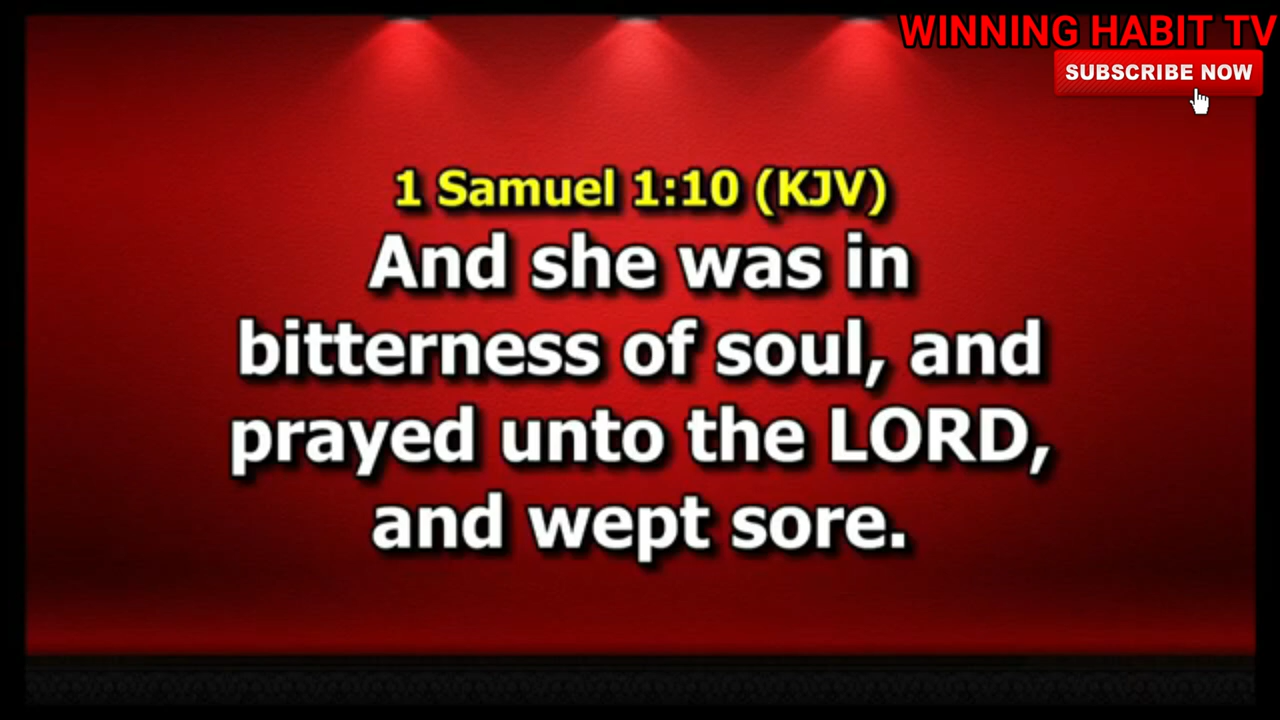 WINNING HABIT TV
SUBSCRIBE NOW
1 Samuel 1:10 (KJV)
And she was in
bitterness of soul, and
prayed unto the LORD,
and wept sore.